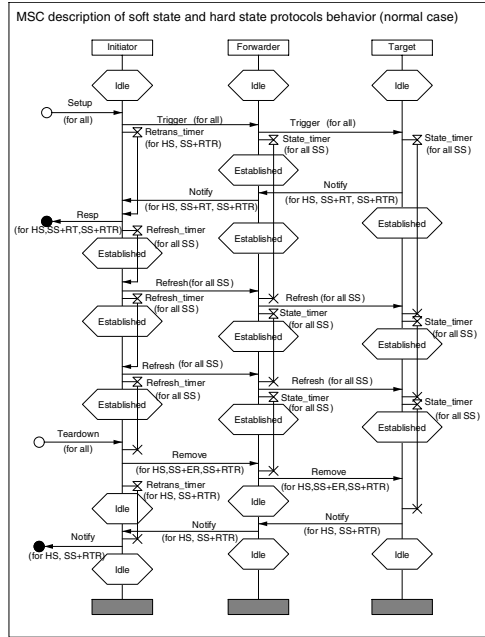 MSC description of soft state and hard state protocols behavior (normal case)
Initiator
Forwarder
Target
Idle
Idle
Idle
Setup
(for all)
Trigger (for all)
Trigger (for all)
Retrans_timer
(for HS, SS+RTR)
State_timer
(for all SS)
State_timer
(for all SS)
Established
Notify
(for HS, SS+RT, SS+RTR)
Notify
(for HS, SS+RT, SS+RTR)
Resp
(for HS,SS+RT,SS+RTR)
Established
Established
Refresh_timer
(for all SS)
Established
Refresh(for all SS)
Refresh (for all SS)
Refresh_timer
(for all SS)
Established
State_timer
(for all SS)
Established
State_timer
(for all SS)
Established
Refresh (for all SS)
Refresh (for all SS)
Refresh_timer
(for all SS)
Established
State_timer
(for all SS)
Established
State_timer
(for all SS)
Established
Teardown
(for all)
Remove
(for HS,SS+ER,SS+RTR)
Remove
(for HS,SS+ER,SS+RTR)
Retrans_timer
(for HS, SS+RTR)
Idle
Idle
Notify
(for HS, SS+RTR)
Notify
(for HS, SS+RTR)
Notify
(for HS, SS+RTR)
Idle
Idle
Idle